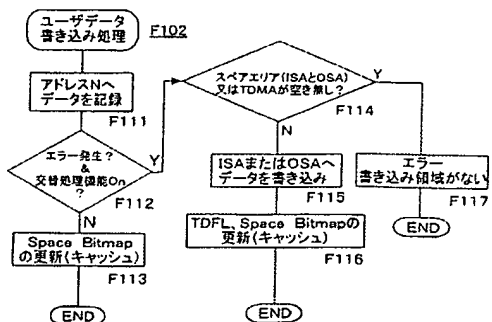 ユーザデータ
書き込み処理
F102
アドレスNへ
データを記録
F111
エラー発生?
&
交替処理機能On
?
F112
Y
N
Space Bitmap
の更新(キャッシュ)
F113
END
スペアエリア(ISAとOSA)
又はTDMAが空き無し?
F114
Y
N
ISAまたはOSAへ
データを書き込み
F115
TDFL、Space Bitmapの
更新(キャッシュ)
F116
END
エラー
書き込み領域がない
F117
END